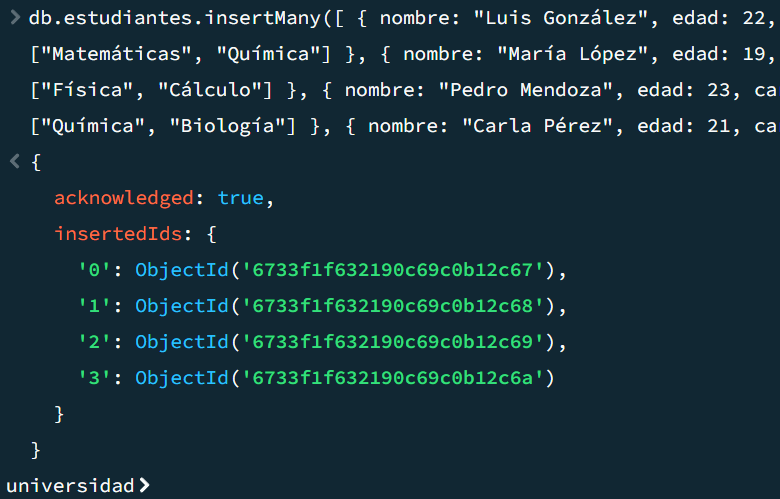 > db.estudiantes.insertMany([ { nombre: "Luis González", edad: 22,
["Matemáticas", "Química"] }, { nombre: "María López", edad: 19,
["Física", "Cálculo"] }, { nombre: "Pedro Mendoza", edad: 23, ca
["Química", "Biología"] }, { nombre: "Carla Pérez", edad: 21, ca
< {
acknowledged: true,
insertedIds: {
'0': ObjectId('6733f1f632190c69c0b12c67'),
'1': ObjectId('6733f1f632190c69c0b12c68'),
'2': ObjectId('6733f1f632190c69c0b12c69'),
'3': ObjectId('6733f1f632190c69c0b12c6a')
}
}
universidad>